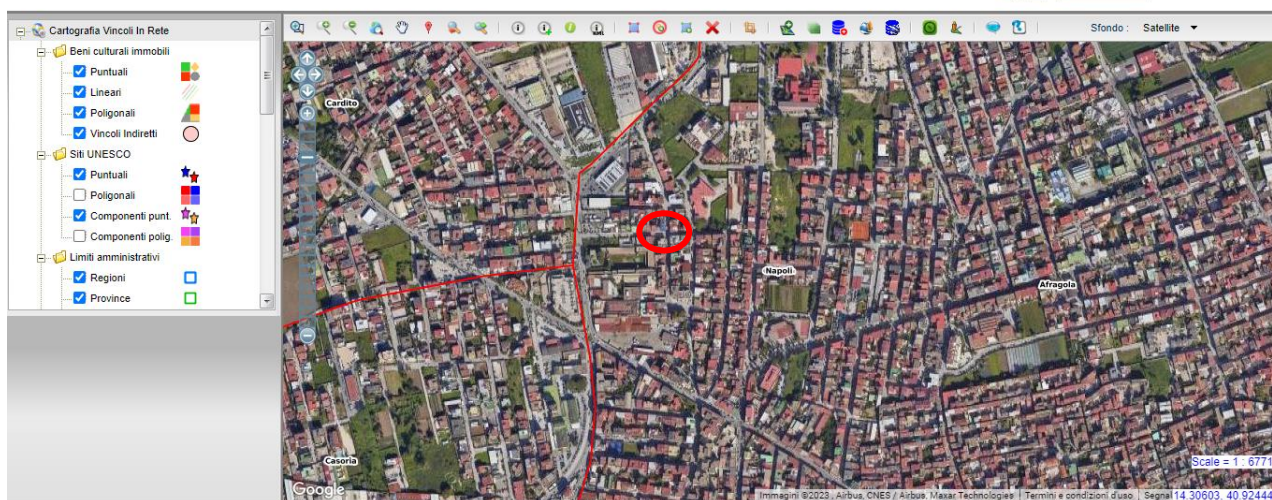 Cartografia Vincoli In Rete
Beni culturali immobili
Puntuali
Lineari
Poligonali
Vincoli Indiretti
Siti UNESCO
Puntuali
Poligonali
Componenti punt.
Componenti polig.
Limiti amministrativi
Regioni
Province
Sfondo : Satellite
Cardito
Napoli
Afragola
Casoria
Scale = 1 : 6771
Google
Immagini ©2023 , Airbus, CNES / Airbus, Maxar Technologies Termini e condizioni d'uso Segnal 14.30603, 40.92444